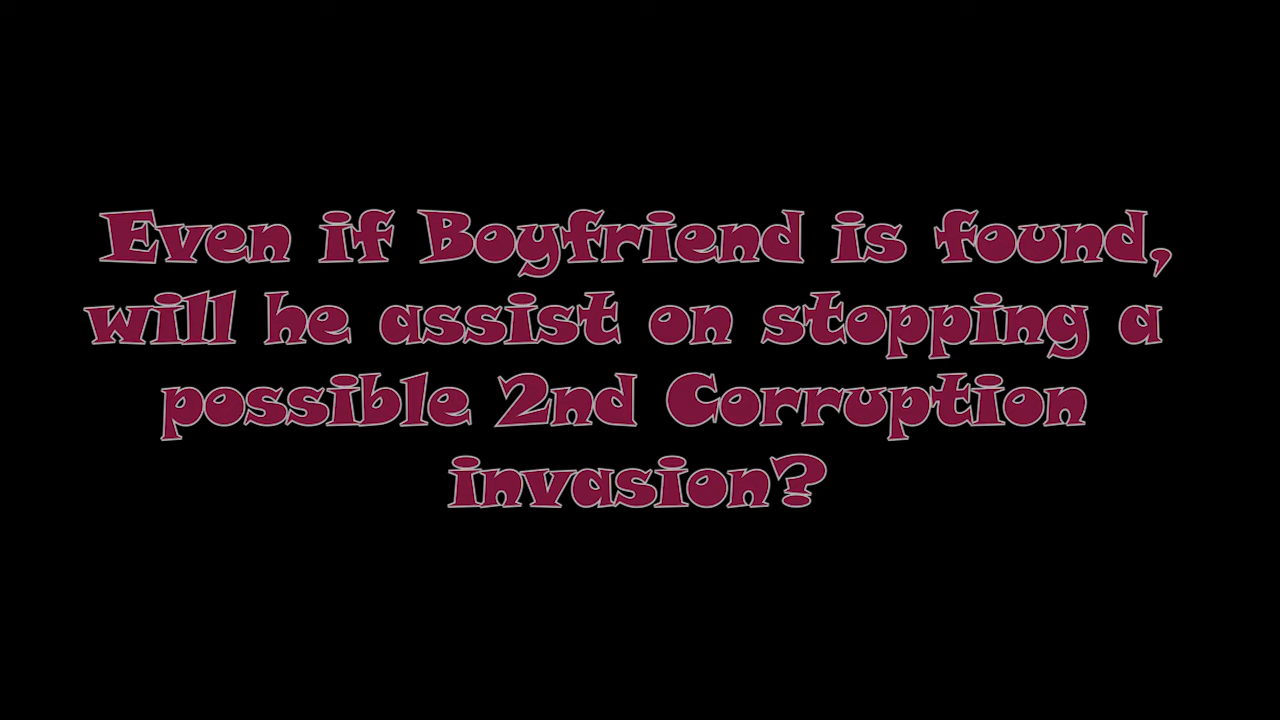 Even if Boyfriend is found,
will he assist on stopping a
possible 2nd Corruption
invasion?